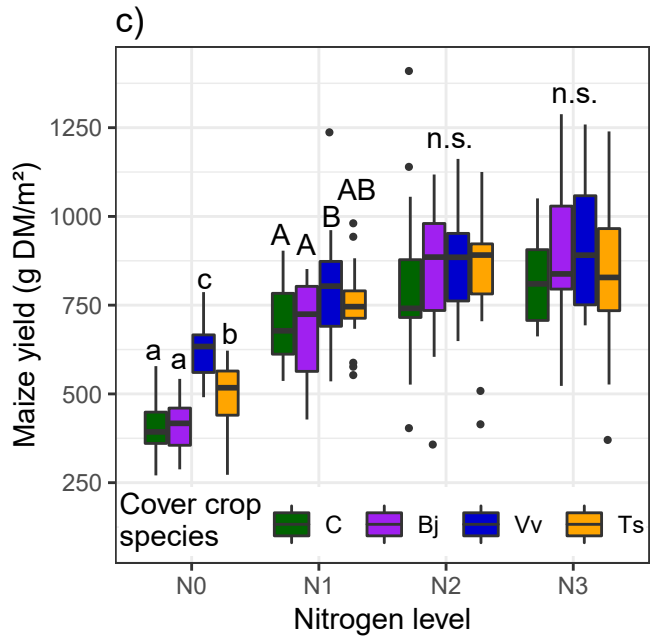 c)
Maize yield (g DM/m²)
1250
1000
750
500
250
n.s.
n.s.
AB
B
A
A
c
b
a
a
Cover crop
species
C
Bj
Vv
Ts
N0
N1
N2
N3
Nitrogen level